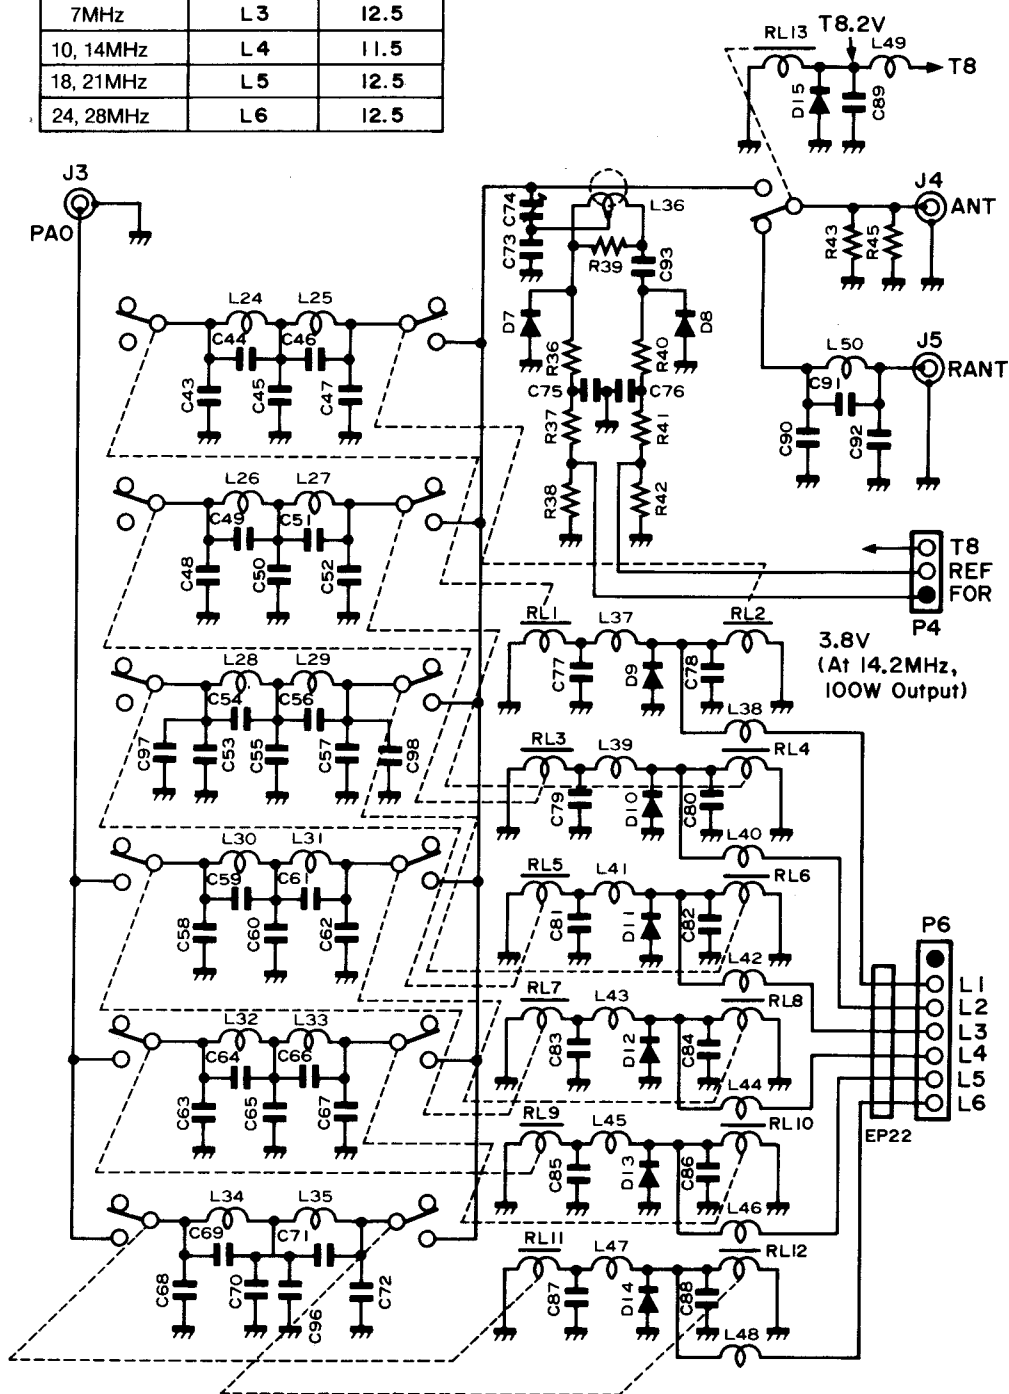 7MHz L3 12.5
10, 14MHz L4 11.5
18, 21MHz L5 12.5
24, 28MHz L6 12.5
T8.2V
RL13 L49
T8
D15 C89
J3
PAO
C74
C73
L36
R39 C93
J4
ANT
R43 R45
L24 L25
C44 C46
C43 C45 C47
D7 D8
R36 R40
C75 C76
R37 R41
R38 R42
L50
J5
RANT
C91
C90 C92
L26 L27
C49 C51
C48 C50 C52
T8
REF
FOR
P4
3.8V
(At 14.2MHz,
100W Output)
RL1 L37 RL2
C77 D9 C78
L38
L28 L29
C54 C56
C97 C53 C55 C57 C98
RL3 L39 RL4
C79 D10 C80
L40
L30 L31
C59 C61
C58 C60 C62
RL5 L41 RL6
C81 D11 C82
L42
P6
L1
L2
L3
L4
L5
L6
EP22
L32 L33
C64 C66
C63 C65 C67
RL7 L43 RL8
C83 D12 C84
L44
RL9 L45 RL10
C85 D13 C86
L46
L34 L35
C69 C71
C68 C70 C96 C72
RL11 L47 RL12
C87 D14 C88
L48